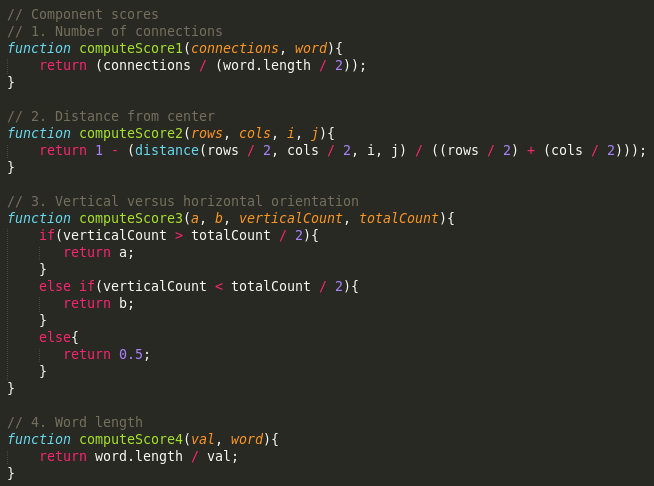 // Component scores
// 1. Number of connections
function computeScore1(connections, word){
    return (connections / (word.length / 2));
}

// 2. Distance from center
function computeScore2(rows, cols, i, j){
    return 1 - (distance(rows / 2, cols / 2, i, j) / ((rows / 2) + (cols / 2)));
}

// 3. Vertical versus horizontal orientation
function computeScore3(a, b, verticalCount, totalCount){
    if(verticalCount > totalCount / 2){
       return a;
    }
    else if(verticalCount < totalCount / 2){
       return b;
    }
    else{
       return 0.5;
    }
}

// 4. Word length
function computeScore4(val, word){
    return word.length / val;
}